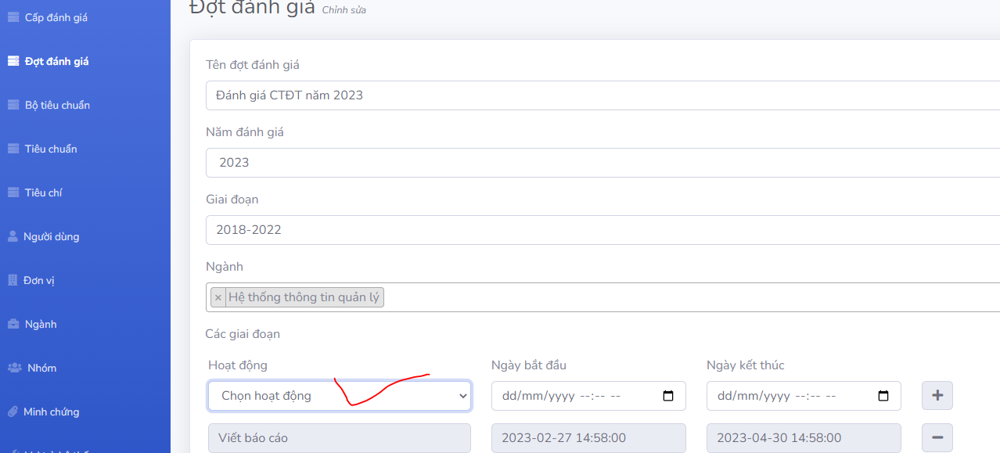 Cấp đánh giá
Đợt đánh giá
Bộ tiêu chuẩn
Tiêu chuẩn
Tiêu chí
Người dùng
Đơn vị
Ngành
Nhóm
Minh chứng
Đợt đánh giá Chỉnh sửa
Tên đợt đánh giá
Đánh giá CTĐT năm 2023
Năm đánh giá
2023
Giai đoạn
2018-2022
Ngành
× Hệ thống thông tin quản lý
Các giai đoạn
Hoạt động Ngày bắt đầu Ngày kết thúc
Chọn hoạt động dd/mm/yyyy --:-- -- dd/mm/yyyy --:-- --
Viết báo cáo 2023-02-27 14:58:00 2023-04-30 14:58:00